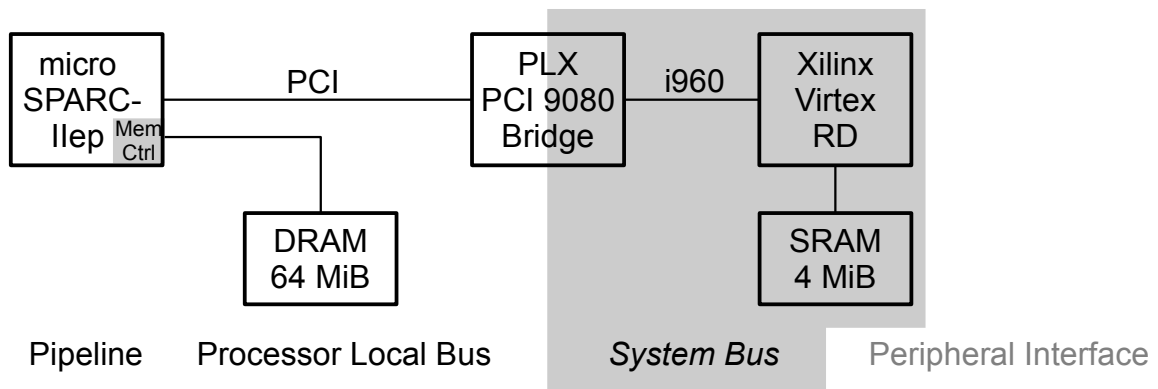 micro
SPARC-
IIep
Mem
Ctrl
PCI
PLX
PCI 9080
Bridge
i960
Xilinx
Virtex
RD
DRAM
64 MiB
SRAM
4 MiB
Pipeline
Processor Local Bus
System Bus
Peripheral Interface